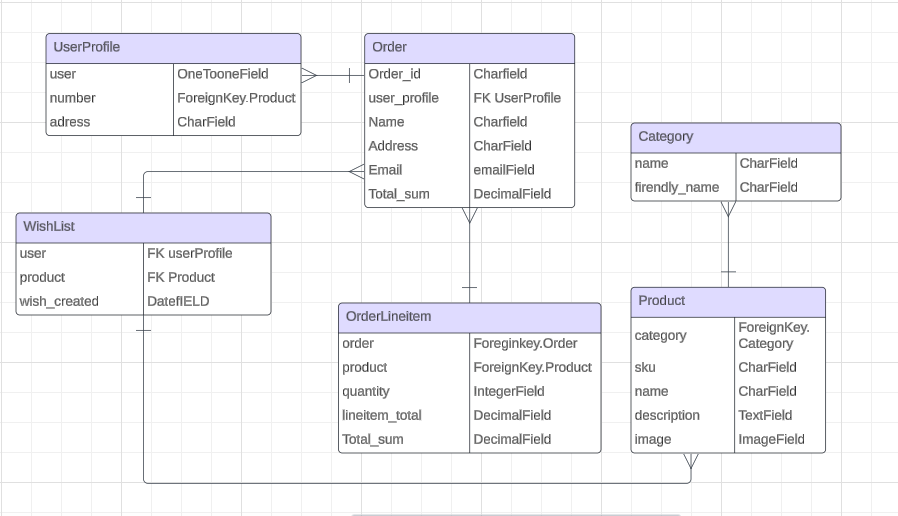 UserProfile
user OneTooneField
number ForeignKey.Product
adress CharField
Order
Order_id Charfield
user_profile FK UserProfile
Name Charfield
Address CharField
Email emailField
Total_sum DecimalField
Category
name CharField
firendly_name CharField
WishList
user FK userProfile
product FK Product
wish_created DatefIELD
OrderLineitem
order Foreginkey.Order
product ForeignKey.Product
quantity IntegerField
lineitem_total DecimalField
Total_sum DecimalField
Product
category ForeignKey.
Category
sku CharField
name CharField
description TextField
image ImageField